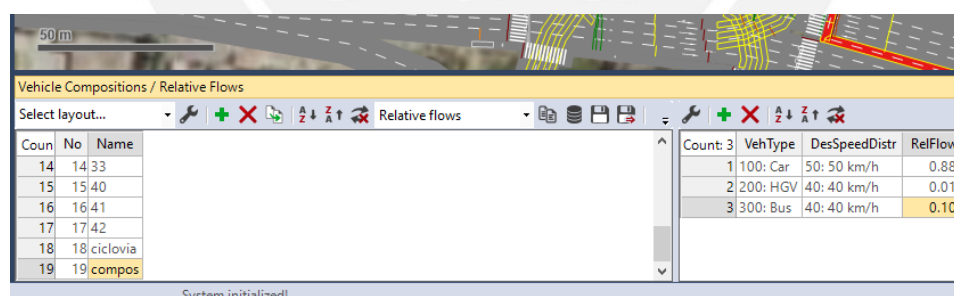 50 m
Vehicle Compositions / Relative Flows
Select layout... Relative flows
Coun No Name
14 14 33
15 15 40
16 16 41
17 17 42
18 18 ciclovia
19 19 compos
Count: 3 VehType DesSpeedDistr RelFlow
1 100: Car 50: 50 km/h 0.88
2 200: HGV 40: 40 km/h 0.01
3 300: Bus 40: 40 km/h 0.10
System initialized!